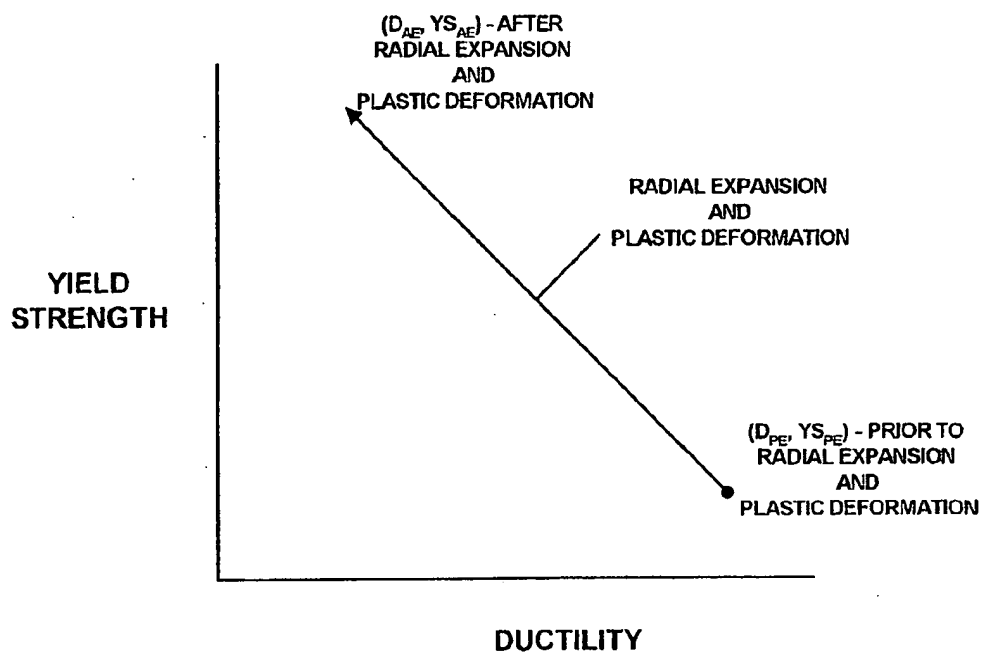 (D_AE, YS_AE) - AFTER
RADIAL EXPANSION
AND
PLASTIC DEFORMATION
RADIAL EXPANSION
AND
PLASTIC DEFORMATION
YIELD
STRENGTH
(D_PE, YS_PE) - PRIOR TO
RADIAL EXPANSION
AND
PLASTIC DEFORMATION
DUCTILITY